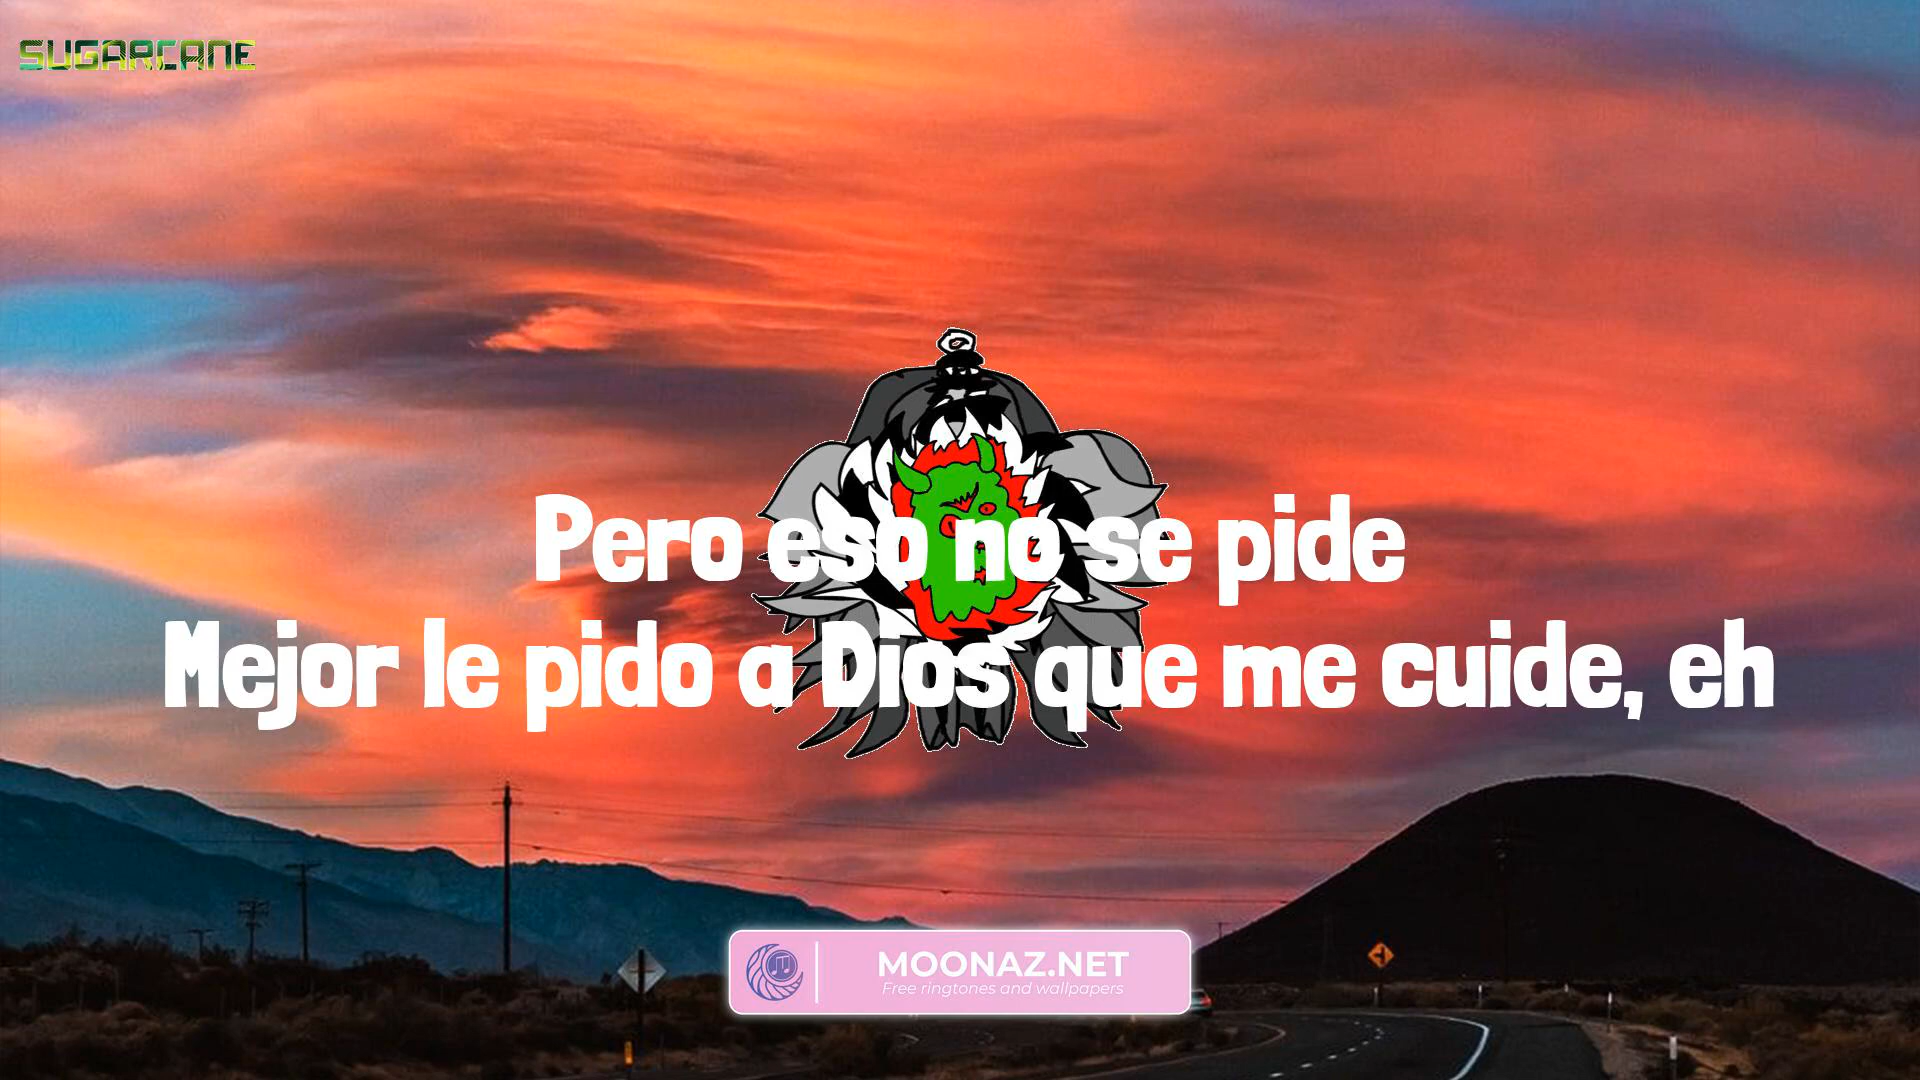 SUGARCANE
Pero eso no se pide
Mejor le pido a Dios que me cuide, eh
MOONAZ.NET
Free ringtones and wallpapers